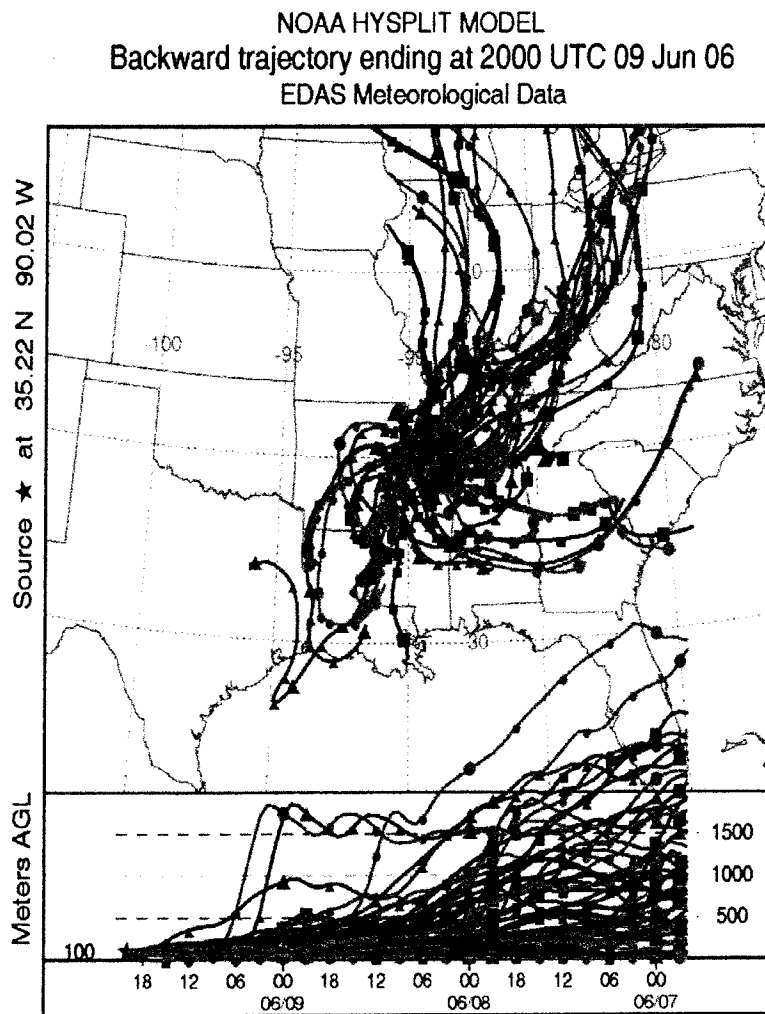 NOAA HYSPLIT MODEL
Backward trajectory ending at 2000 UTC 09 Jun 06
EDAS Meteorological Data
Source ★ at 35.22 N 90.02 W
-100
-95
-80
30
Meters AGL
1500
1000
500
100
18 12 06 00 18 12 06 00 18 12 06 00
06/09 06/08 06/07